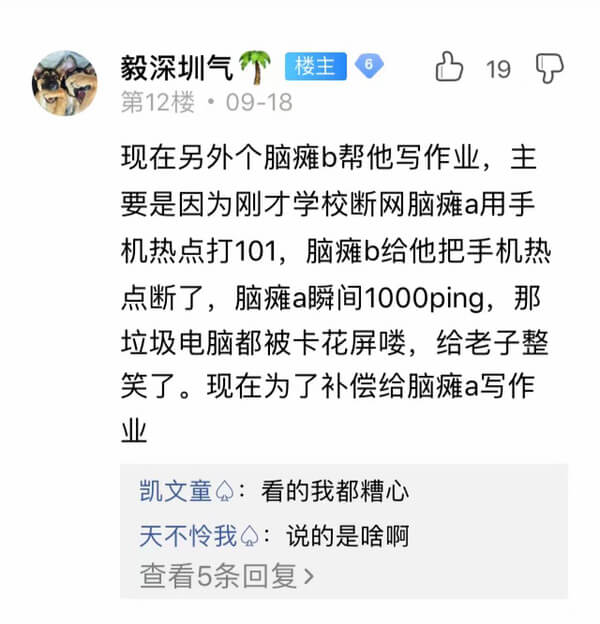 毅深圳气🌴 楼主 6 19
第12楼 • 09-18
现在另外个脑瘫b帮他写作业，主
要是因为刚才学校断网脑瘫a用手
机热点打101，脑瘫b给他把手机热
点断了，脑瘫a瞬间1000ping，那
垃圾电脑都被卡花屏喽，给老子整
笑了。现在为了补偿给脑瘫a写作
业
凯文童♤：看的我都糟心
天不怜我♤：说的是啥啊
查看5条回复>